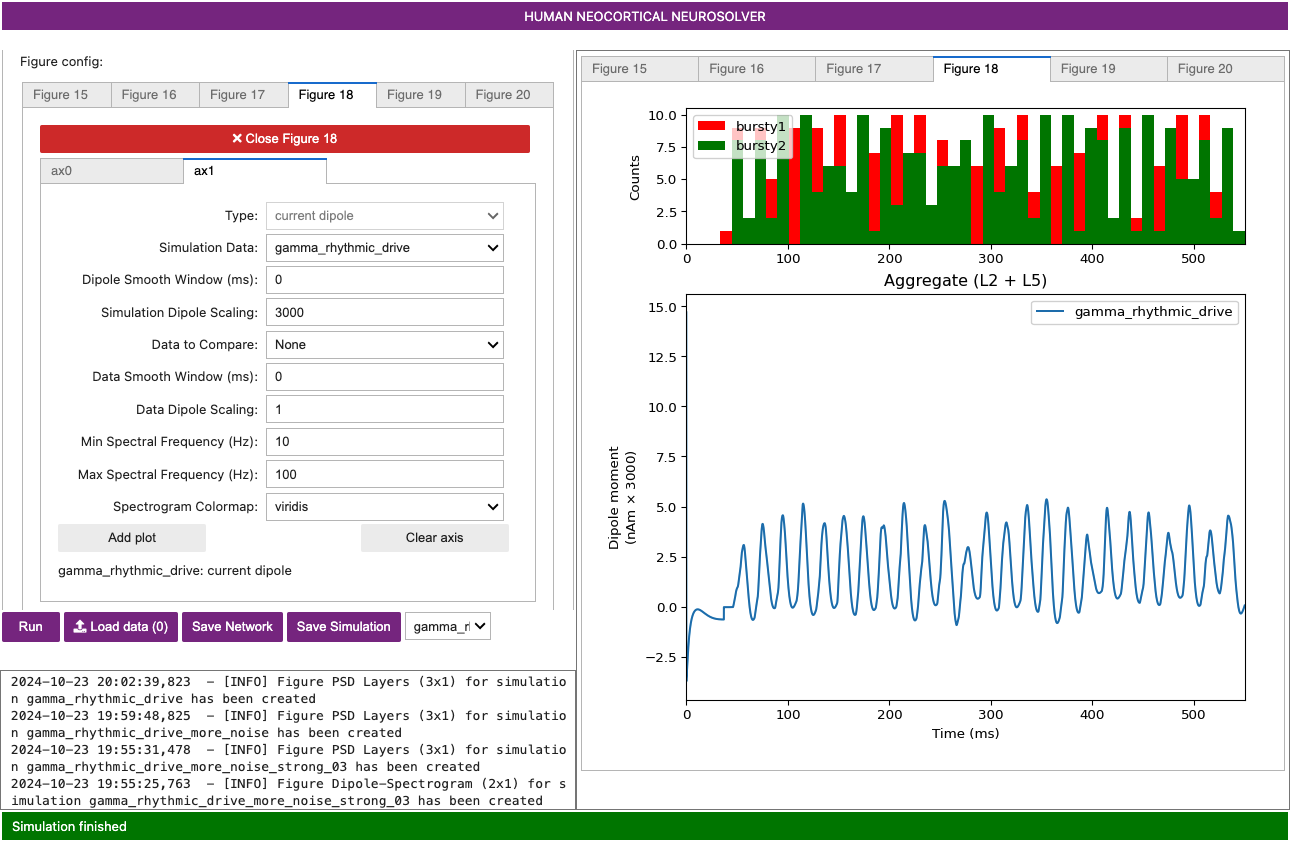 HUMAN NEOCORTICAL NEUROSOLVER
Figure config:
Figure 15 Figure 16 Figure 17 Figure 18 Figure 19 Figure 20
Close Figure 18
ax0 ax1
Type: current dipole
Simulation Data: gamma_rhythmic_drive
Dipole Smooth Window (ms): 0
Simulation Dipole Scaling: 3000
Data to Compare: None
Data Smooth Window (ms): 0
Data Dipole Scaling: 1
Min Spectral Frequency (Hz): 10
Max Spectral Frequency (Hz): 100
Spectrogram Colormap: viridis
Add plot Clear axis
gamma_rhythmic_drive: current dipole
Run Load data (0) Save Network Save Simulation gamma_r
2024-10-23 20:02:39,823 – [INFO] Figure PSD Layers (3x1) for simulatio
n gamma_rhythmic_drive has been created
2024-10-23 19:59:48,825 – [INFO] Figure PSD Layers (3x1) for simulatio
n gamma_rhythmic_drive_more_noise has been created
2024-10-23 19:55:31,478 – [INFO] Figure PSD Layers (3x1) for simulatio
n gamma_rhythmic_drive_more_noise_strong_03 has been created
2024-10-23 19:55:25,763 – [INFO] Figure Dipole-Spectrogram (2x1) for s
imulation gamma_rhythmic_drive_more_noise_strong_03 has been created
Figure 15 Figure 16 Figure 17 Figure 18 Figure 19 Figure 20
Counts
10.0
7.5
5.0
2.5
0.0
bursty1
bursty2
0 100 200 300 400 500
Aggregate (L2 + L5)
gamma_rhythmic_drive
Dipole moment
(nAm × 3000)
15.0
12.5
10.0
7.5
5.0
2.5
0.0
−2.5
0 100 200 300 400 500
Time (ms)
Simulation finished